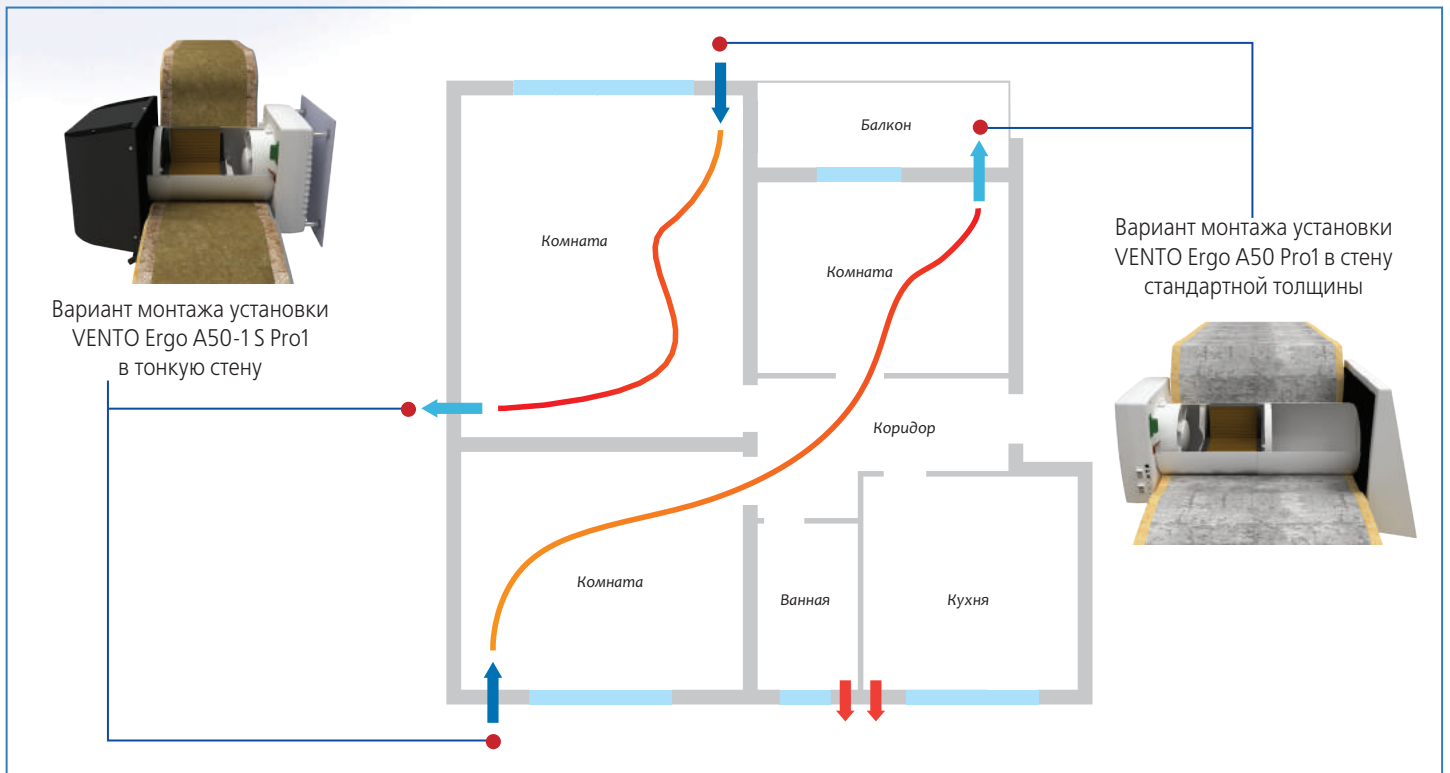 Балкон
Комната
Комната
Вариант монтажа установки
VENTO Ergo A50 Pro1 в стену
стандартной толщины
Вариант монтажа установки
VENTO Ergo A50-1 S Pro1
в тонкую стену
Коридор
Комната
Ванная
Кухня